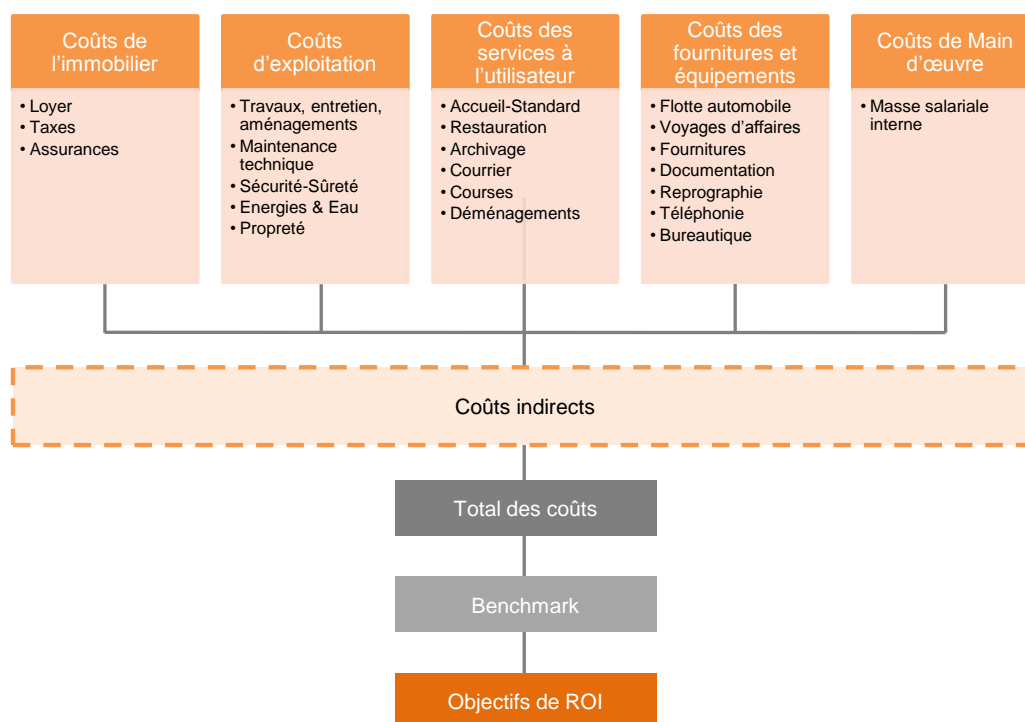 Coûts de
l'immobilier
• Loyer
• Taxes
• Assurances
Coûts
d'exploitation
• Travaux, entretien,
aménagements
• Maintenance
technique
• Sécurité-Sûreté
• Energies & Eau
• Propreté
Coûts des
services à
l'utilisateur
• Accueil-Standard
• Restauration
• Archivage
• Courrier
• Courses
• Déménagements
Coûts des
fournitures et
équipements
• Flotte automobile
• Voyages d'affaires
• Fournitures
• Documentation
• Reprographie
• Téléphonie
• Bureautique
Coûts de Main
d'œuvre
• Masse salariale
interne
Coûts indirects
Total des coûts
Benchmark
Objectifs de ROI